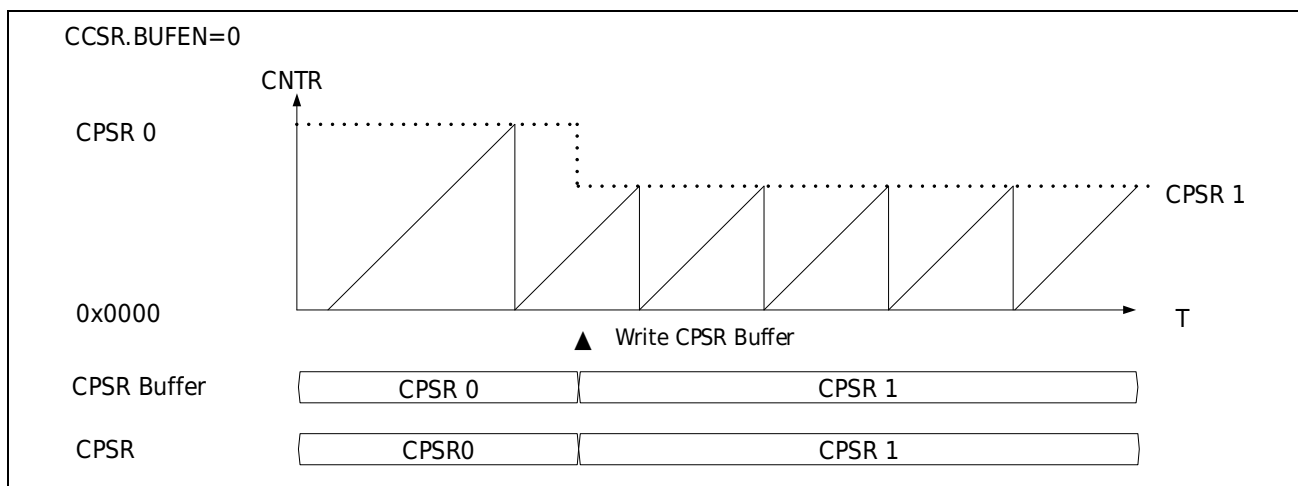 CCSR.BUFEN=0
CNTR
CPSR 0
CPSR 1
0x0000
T
Write CPSR Buffer
CPSR Buffer CPSR 0 CPSR 1
CPSR CPSR0 CPSR 1